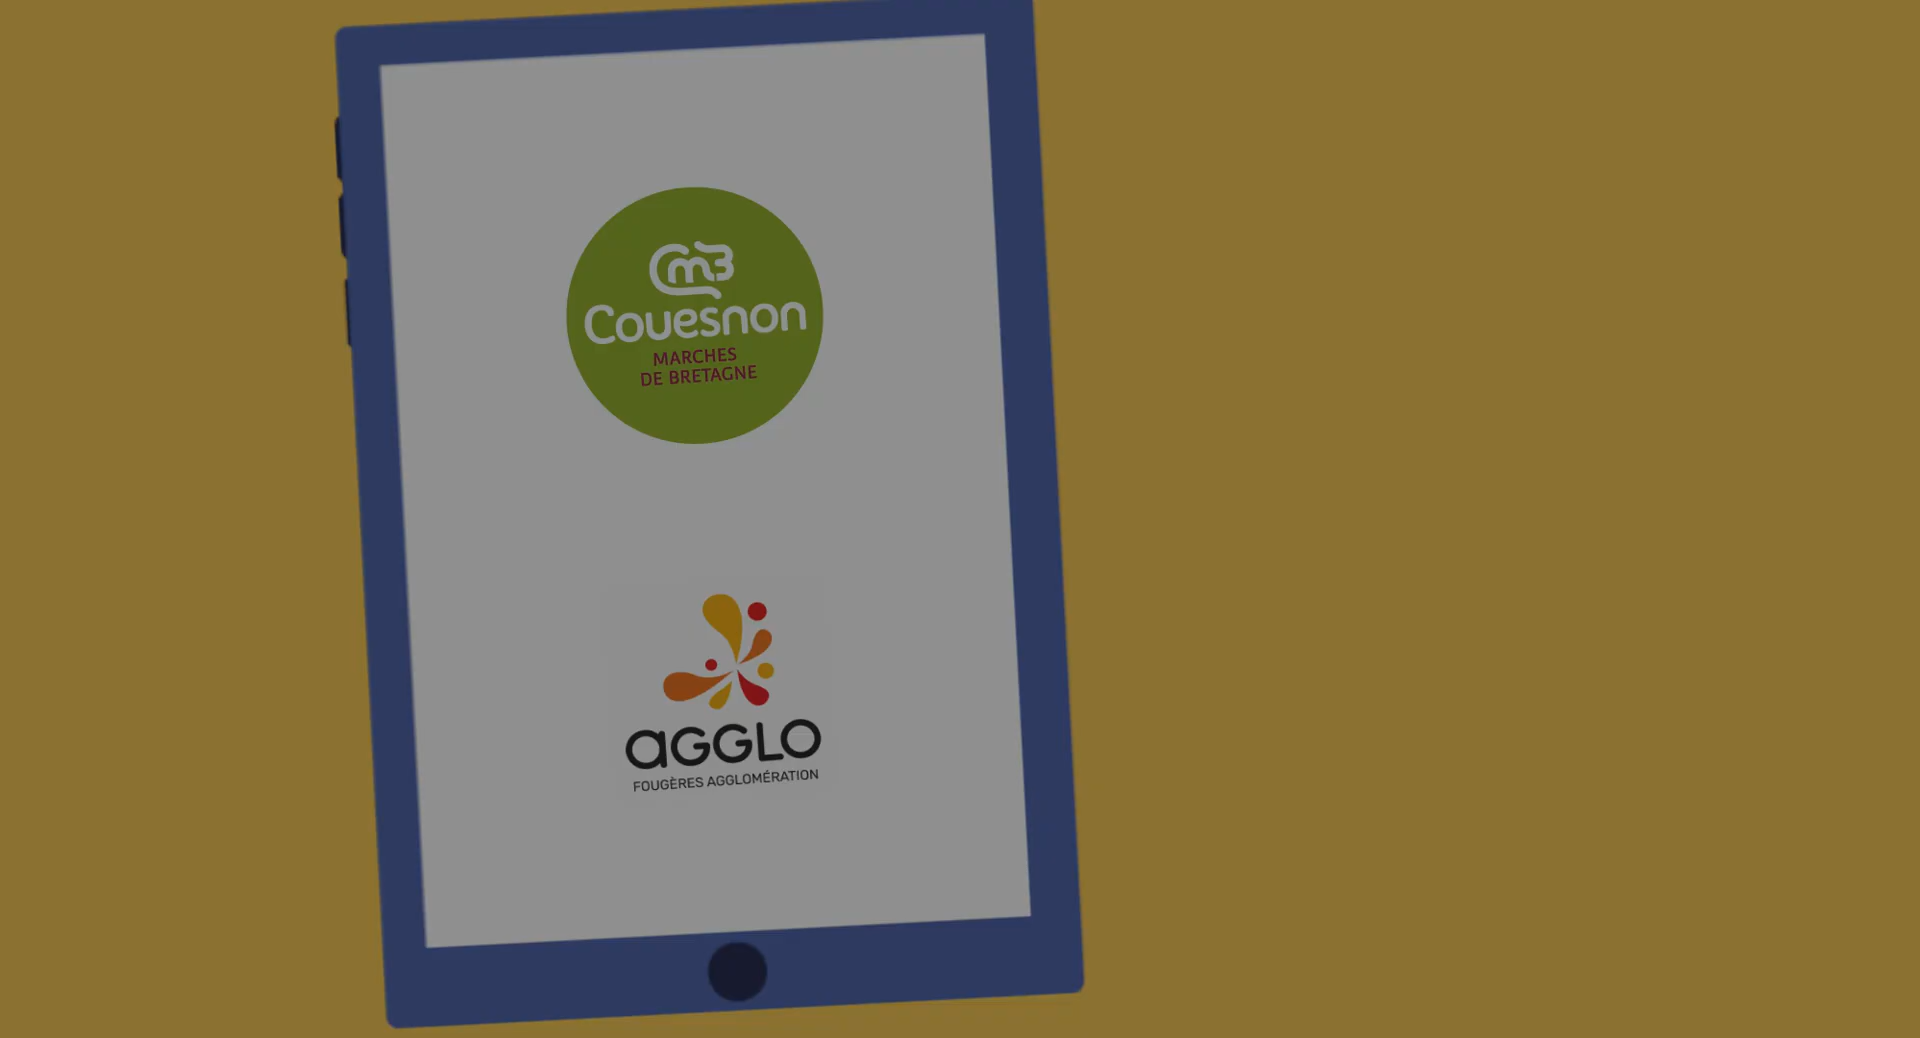 Cm3
Couesnon
MARCHES
DE BRETAGNE
aGGLO
FOUGÈRES AGGLOMÉRATION